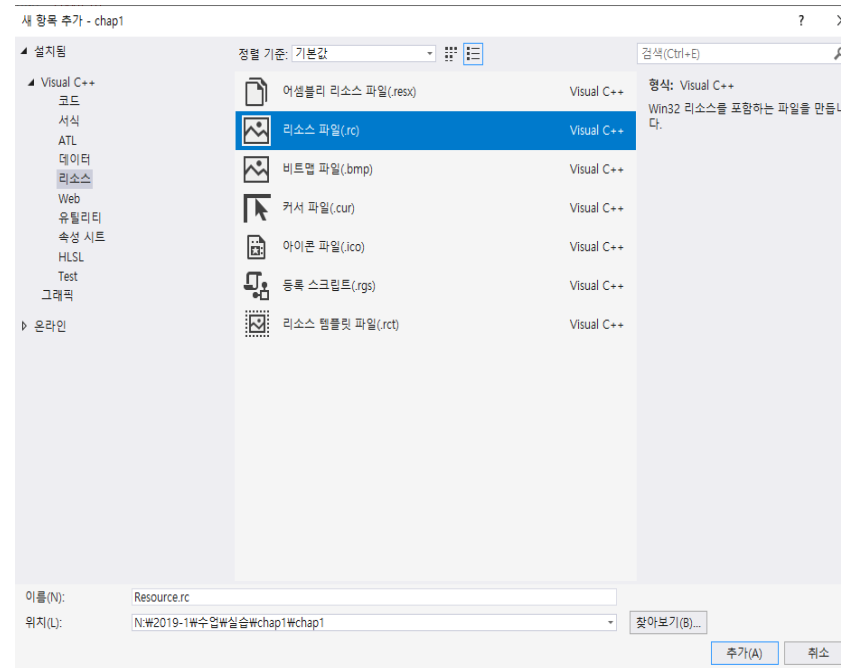 새 항목 추가 - chap1
?
설치됨
Visual C++
코드
서식
ATL
데이터
리소스
Web
유틸리티
속성 시트
HLSL
Test
그래픽
온라인
정렬 기준: 기본값
어셈블리 리소스 파일(.resx) Visual C++
리소스 파일(.rc) Visual C++
비트맵 파일(.bmp) Visual C++
커서 파일(.cur) Visual C++
아이콘 파일(.ico) Visual C++
등록 스크립트(.rgs) Visual C++
리소스 템플릿 파일(.rct) Visual C++
검색(Ctrl+E)
형식: Visual C++
Win32 리소스를 포함하는 파일을 만듭니
다.
이름(N): Resource.rc
위치(L): N:₩2019-1₩수업₩실습₩chap1₩chap1
찾아보기(B)...
추가(A) 취소